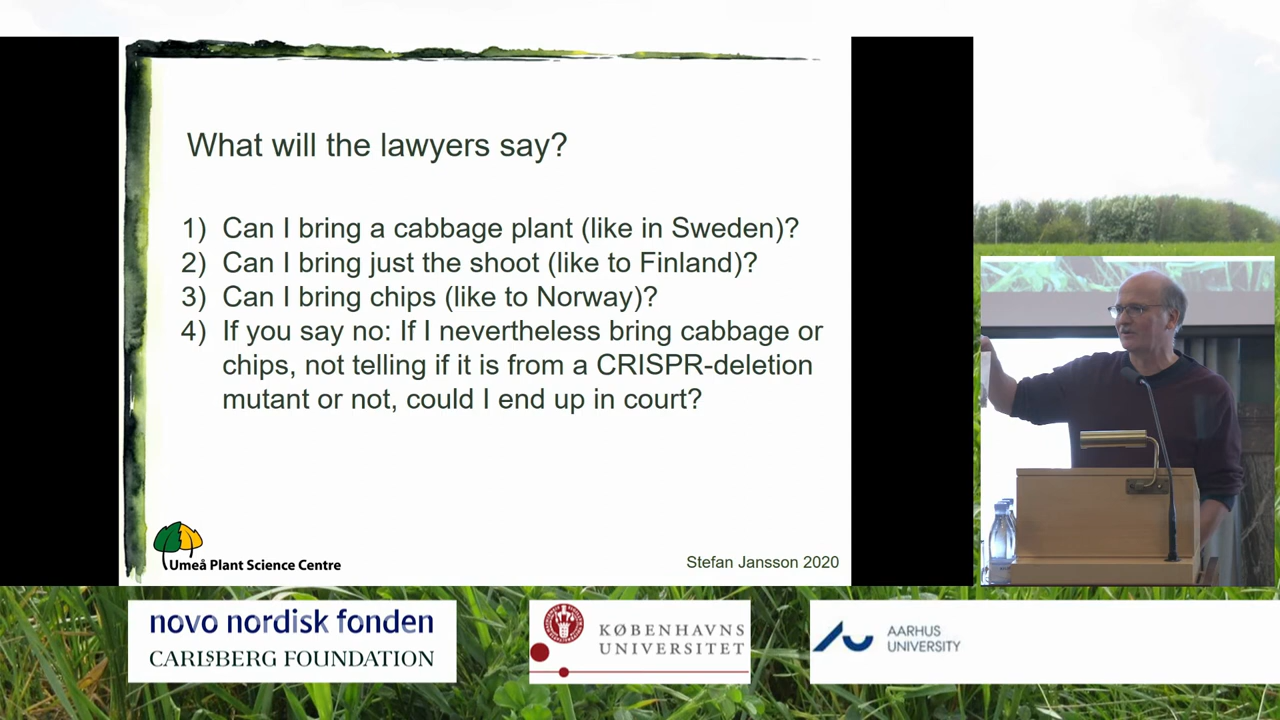 What will the lawyers say?
1) Can I bring a cabbage plant (like in Sweden)?
2) Can I bring just the shoot (like to Finland)?
3) Can I bring chips (like to Norway)?
4) If you say no: If I nevertheless bring cabbage or
chips, not telling if it is from a CRISPR-deletion
mutant or not, could I end up in court?
Umeå Plant Science Centre
Stefan Jansson 2020
novo nordisk fonden
CARLSBERG FOUNDATION
KØBENHAVNS
UNIVERSITET
AARHUS
UNIVERSITY